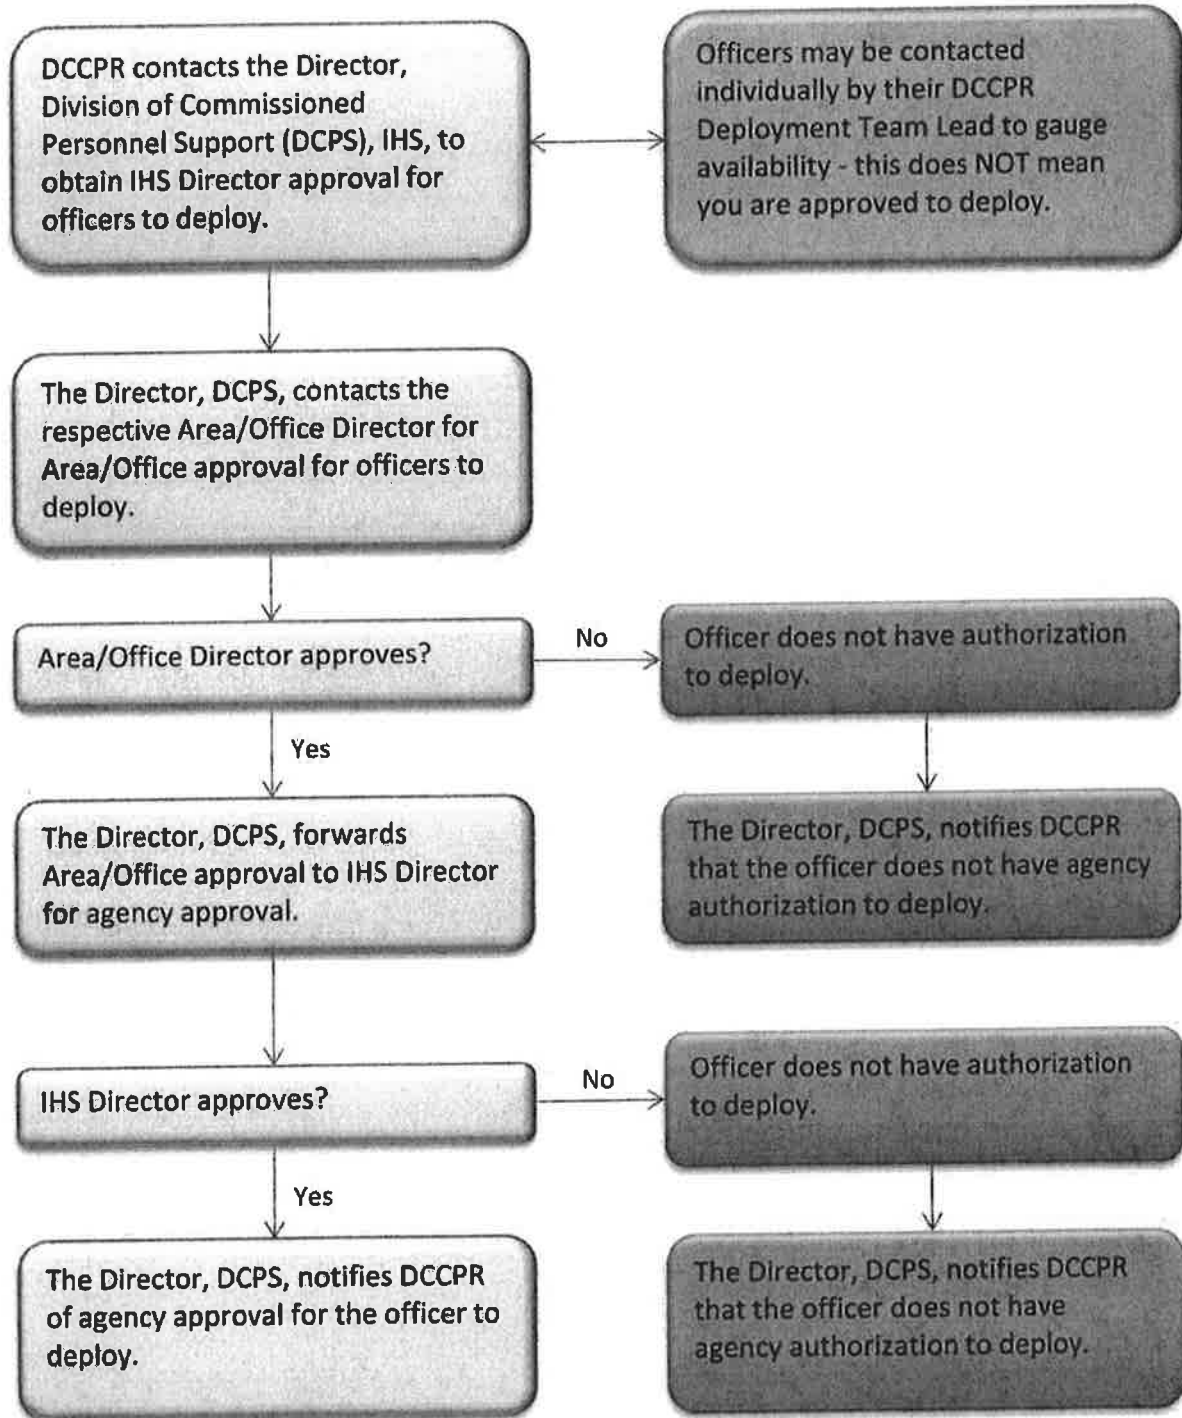 DCCPR contacts the Director,
Division of Commissioned
Personnel Support (DCPS), IHS, to
obtain IHS Director approval for
officers to deploy.
Officers may be contacted
individually by their DCCPR
Deployment Team Lead to gauge
availability - this does NOT mean
you are approved to deploy.
The Director, DCPS, contacts the
respective Area/Office Director for
Area/Office approval for officers to
deploy.
Area/Office Director approves?
No
Officer does not have authorization
to deploy.
Yes
The Director, DCPS, forwards
Area/Office approval to IHS Director
for agency approval.
The Director, DCPS, notifies DCCPR
that the officer does not have agency
authorization to deploy.
IHS Director approves?
No
Officer does not have authorization
to deploy.
Yes
The Director, DCPS, notifies DCCPR
of agency approval for the officer to
deploy.
The Director, DCPS, notifies DCCPR
that the officer does not have
agency authorization to deploy.